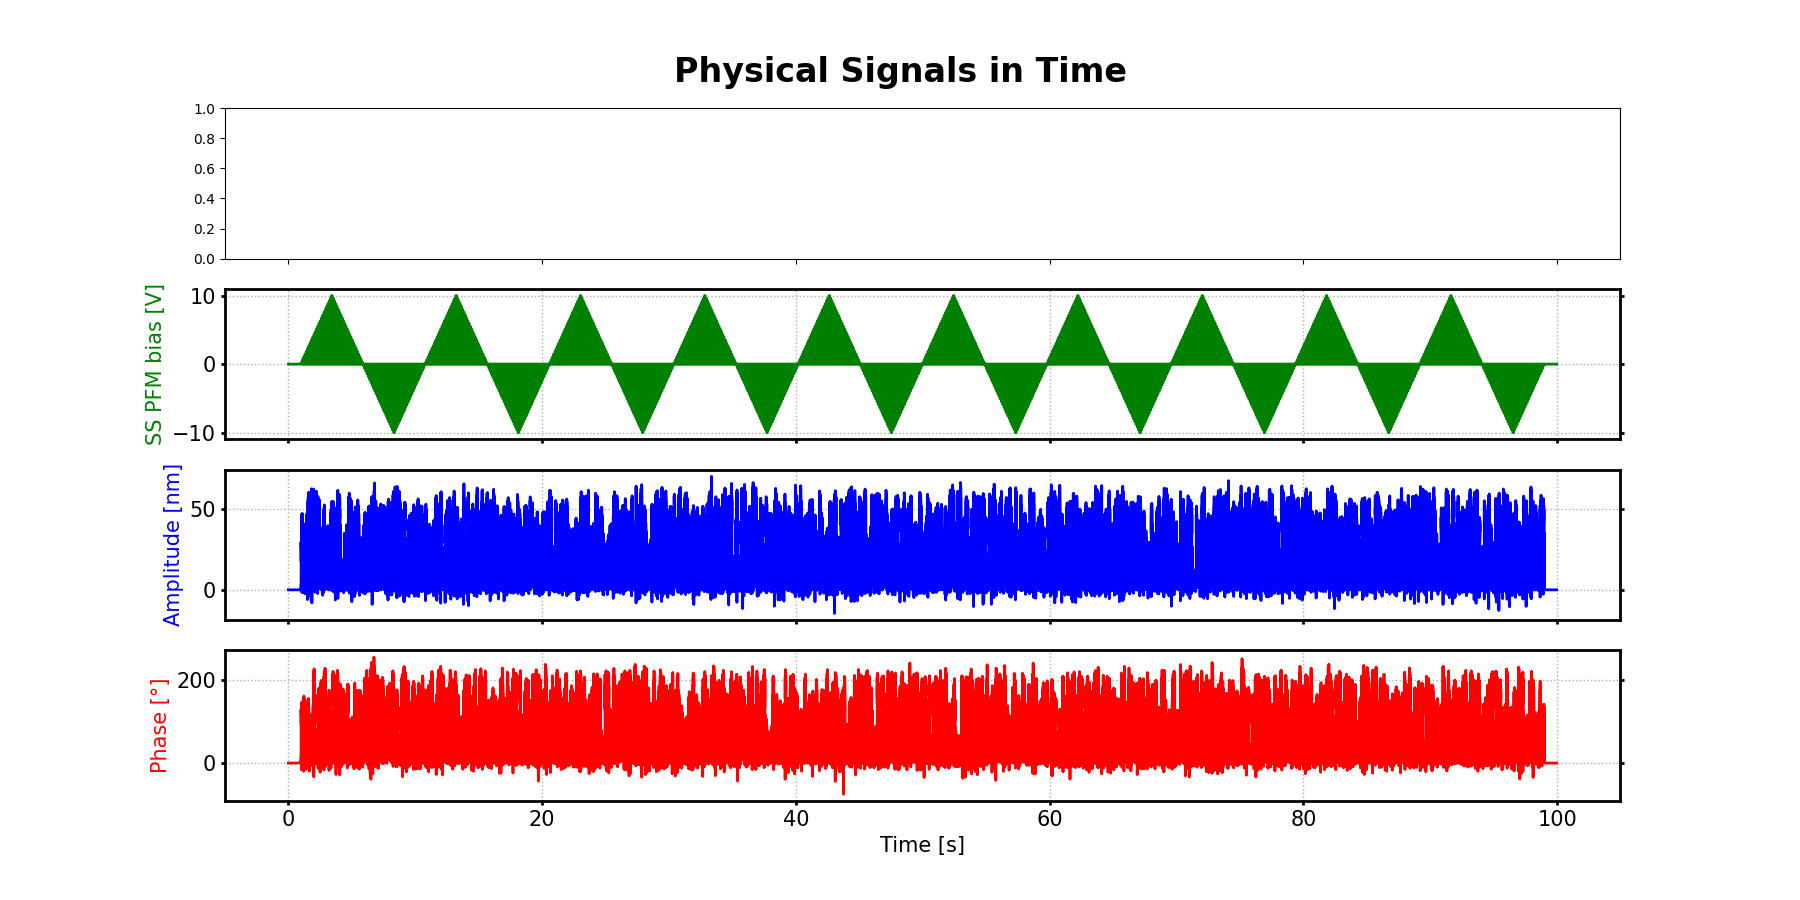 Physical Signals in Time
1.0
0.8
0.6
0.4
0.2
0.0
SS PFM bias [V]
10
0
−10
Amplitude [nm]
50
0
Phase [°]
200
0
0 20 40 60 80 100
Time [s]